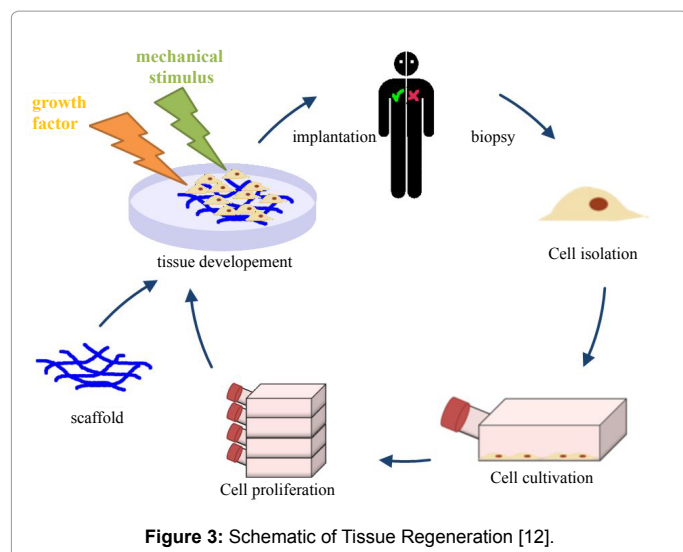 mechanical
stimulus
growth
factor
implantation
biopsy
Cell isolation
tissue developement
scaffold
Cell proliferation
Cell cultivation
Figure 3: Schematic of Tissue Regeneration [12].